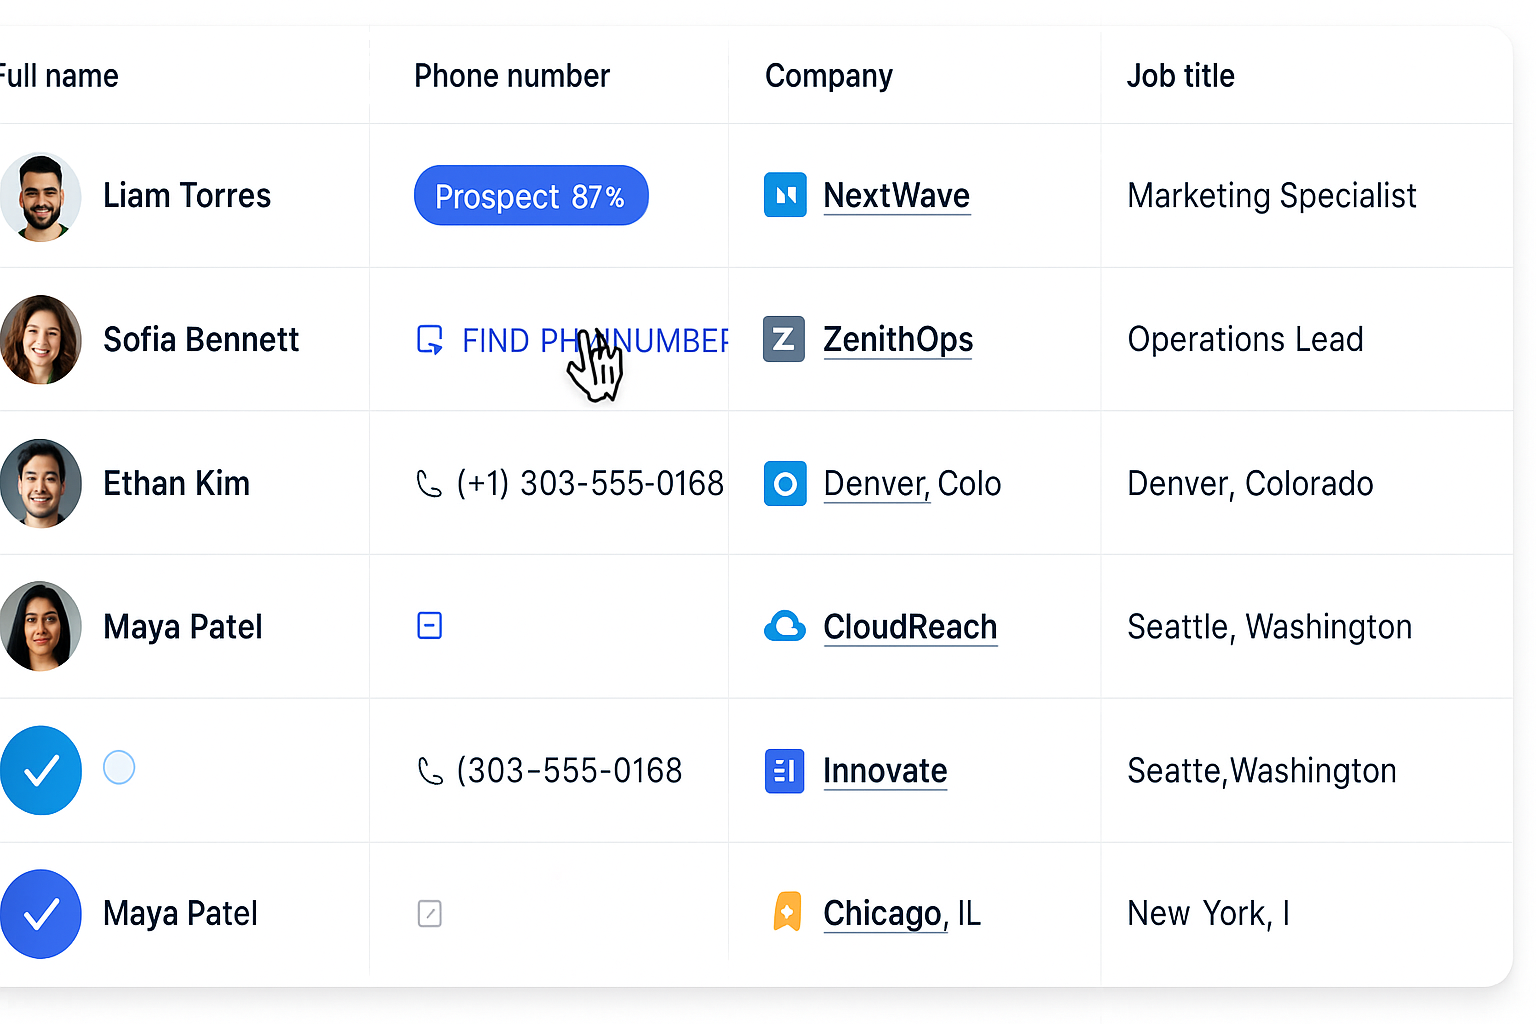 Full name Phone number Company Job title
Liam Torres Prospect 87% NextWave Marketing Specialist
Sofia Bennett FIND PH NUMBER Z ZenithOps Operations Lead
Ethan Kim (+1) 303-555-0168 Denver, Colo Denver, Colorado
Maya Patel CloudReach Seattle, Washington
(303-555-0168 Innovate Seatte,Washington
Maya Patel Chicago, IL New York, I